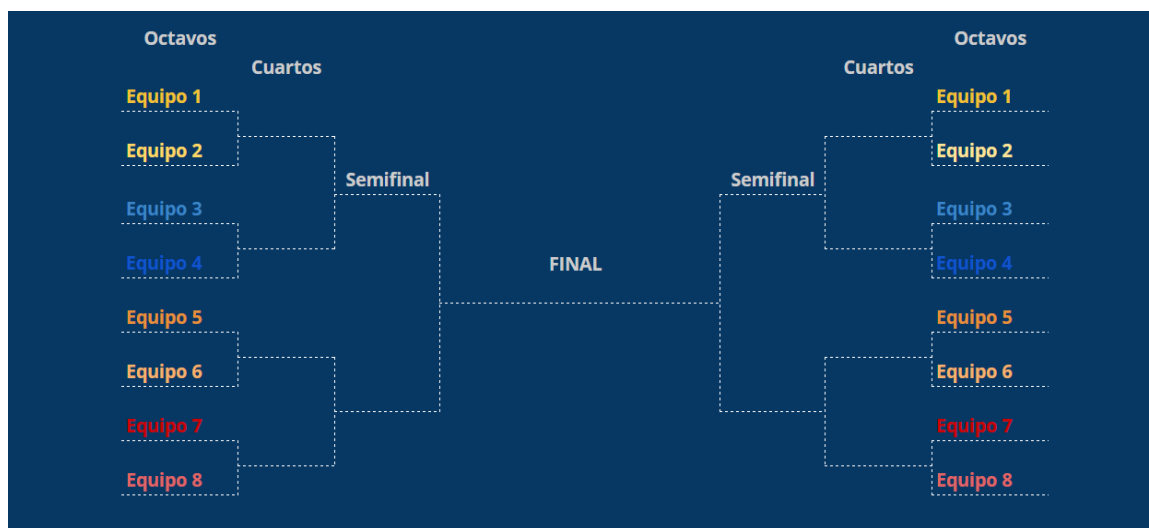 Octavos
Octavos
Cuartos
Cuartos
Equipo 1
Equipo 1
Equipo 2
Equipo 2
Semifinal
Semifinal
Equipo 3
Equipo 3
Equipo 4
FINAL
Equipo 4
Equipo 5
Equipo 5
Equipo 6
Equipo 6
Equipo 7
Equipo 7
Equipo 8
Equipo 8